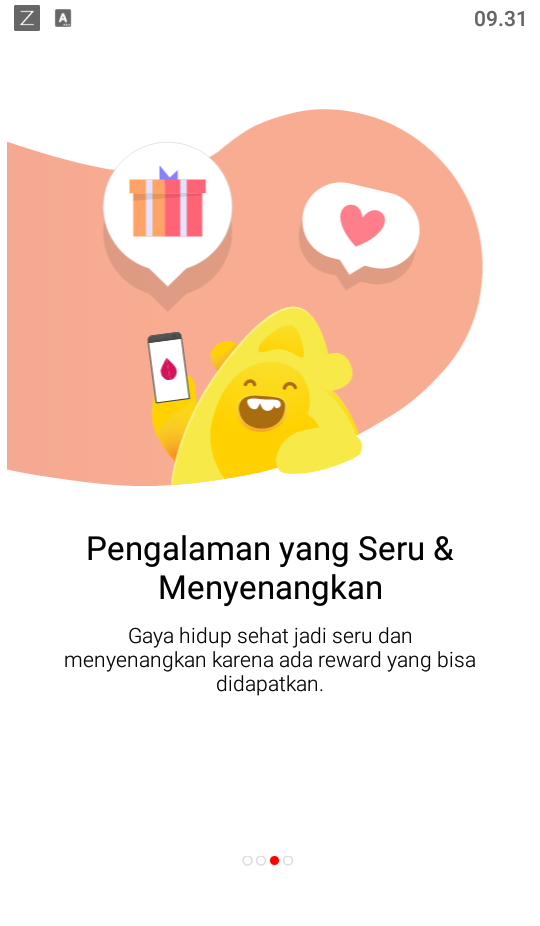 Z A 09.31
Pengalaman yang Seru &
Menyenangkan
Gaya hidup sehat jadi seru dan
menyenangkan karena ada reward yang bisa
didapatkan.